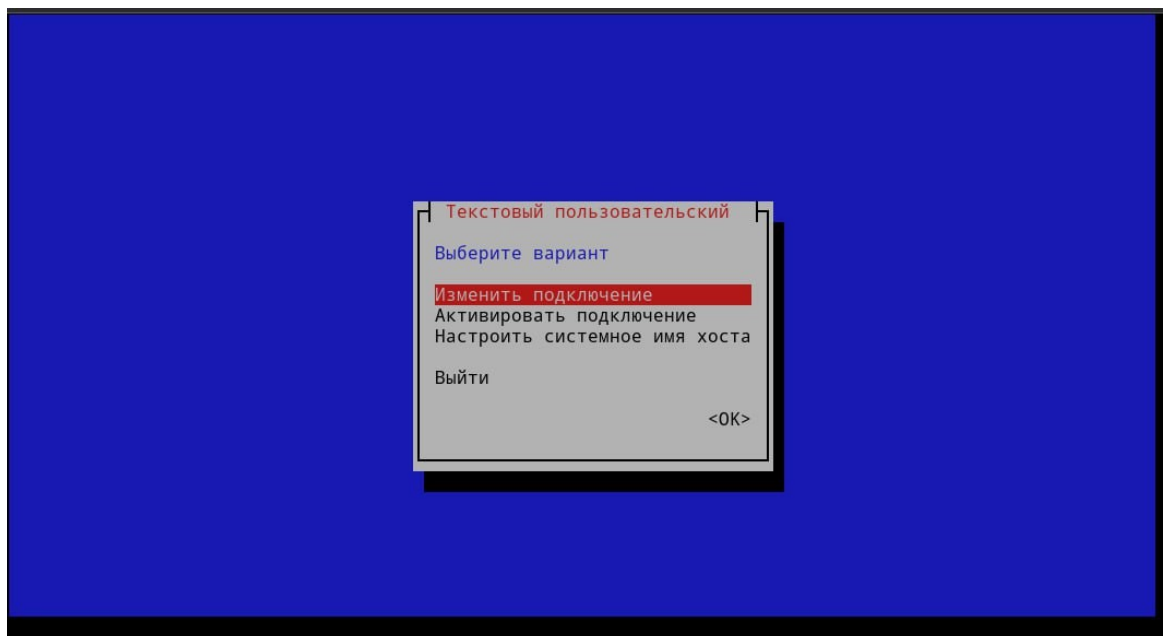 Текстовый пользовательский
Выберите вариант
Изменить подключение
Активировать подключение
Настроить системное имя хоста
Выйти
<OK>